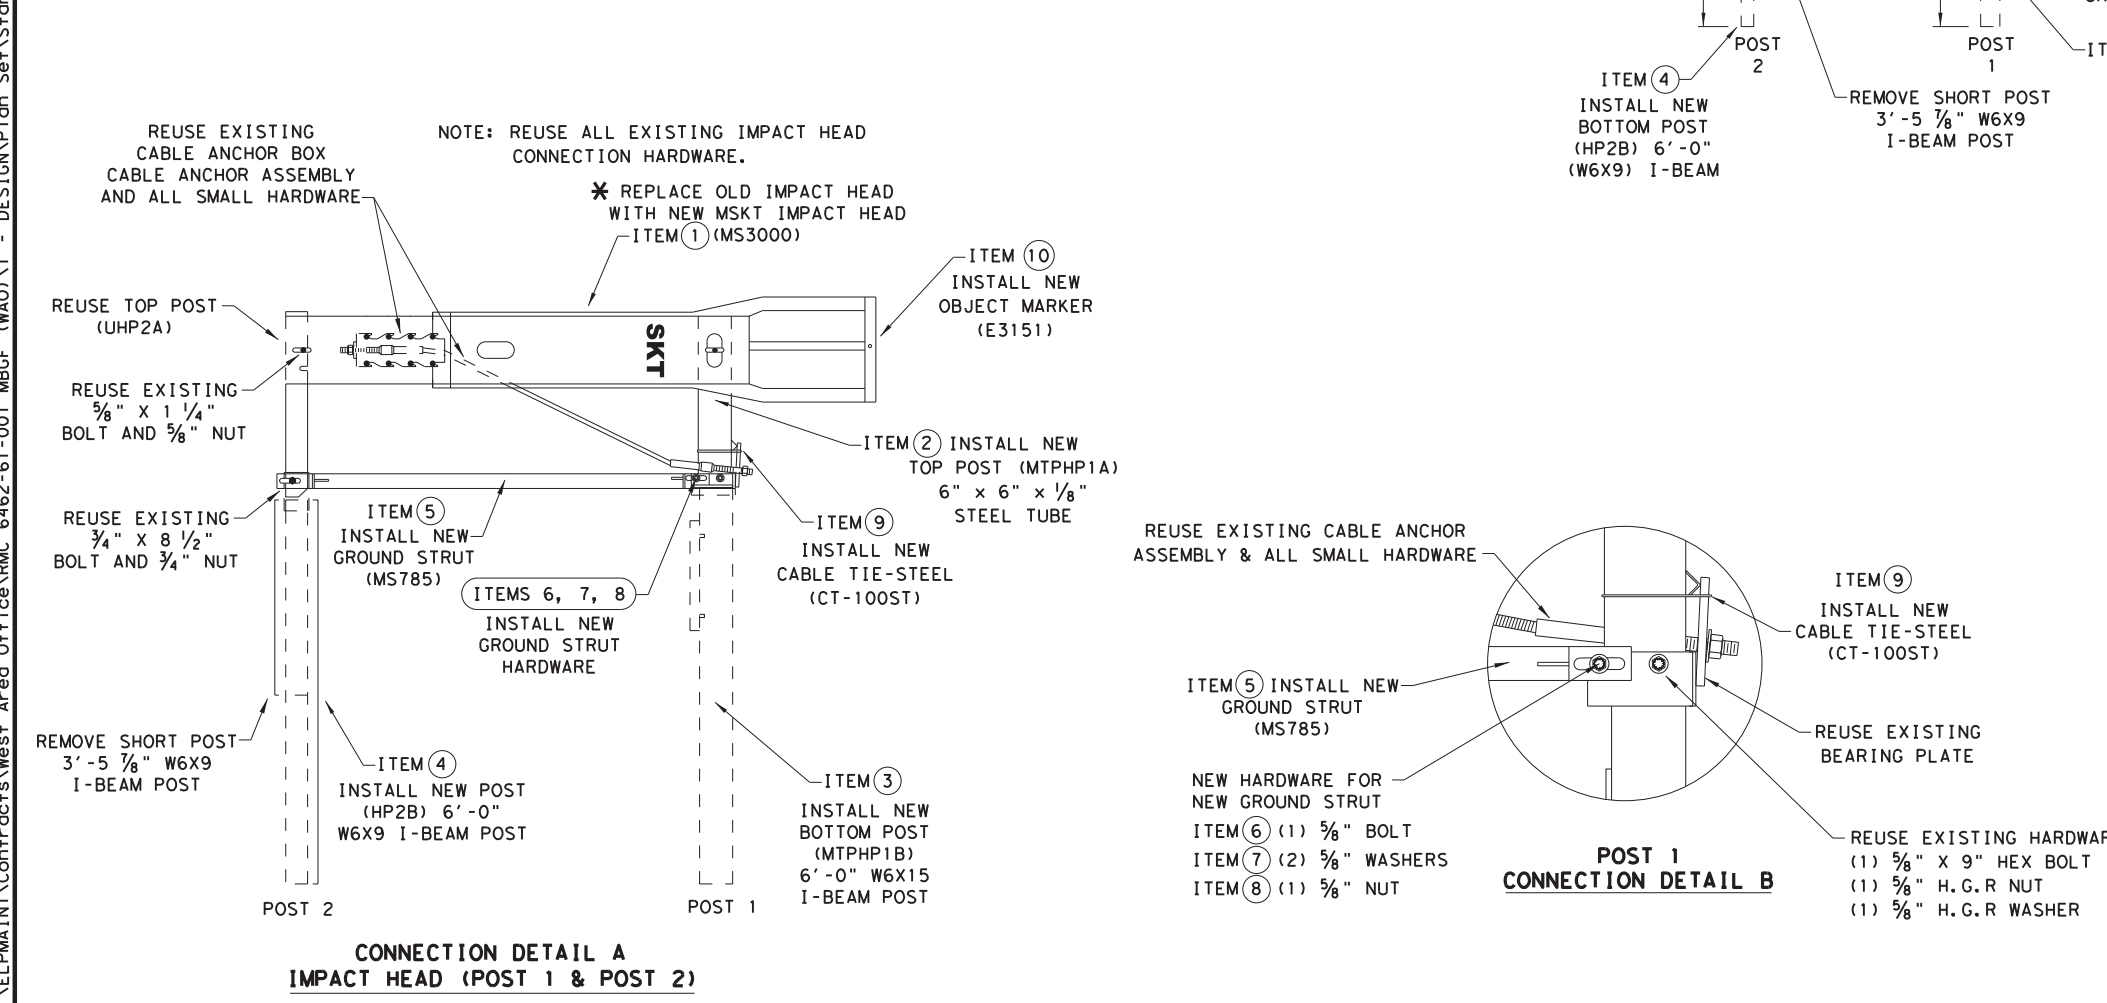 POST
2
POST
1
ITEM 4
INSTALL NEW
BOTTOM POST
(HP2B) 6'-0"
(W6X9) I-BEAM
REMOVE SHORT POST
3'-5 7/8" W6X9
I-BEAM POST
REUSE EXISTING
CABLE ANCHOR BOX
CABLE ANCHOR ASSEMBLY
AND ALL SMALL HARDWARE
NOTE: REUSE ALL EXISTING IMPACT HEAD
CONNECTION HARDWARE.
* REPLACE OLD IMPACT HEAD
WITH NEW MSKT IMPACT HEAD
ITEM 1 (MS3000)
ITEM 10
INSTALL NEW
OBJECT MARKER
(E3151)
REUSE TOP POST
(UHP2A)
SKT
REUSE EXISTING
5/8" X 1 1/4"
BOLT AND 5/8" NUT
ITEM 2 INSTALL NEW
TOP POST (MTPHP1A)
6" x 6" x 1/8"
STEEL TUBE
REUSE EXISTING
3/4" X 8 1/2"
BOLT AND 3/4" NUT
ITEM 5
INSTALL NEW
GROUND STRUT
(MS785)
ITEMS 6, 7, 8
INSTALL NEW
GROUND STRUT
HARDWARE
ITEM 9
INSTALL NEW
CABLE TIE-STEEL
(CT-100ST)
REMOVE SHORT POST
3'-5 7/8" W6X9
I-BEAM POST
ITEM 4
INSTALL NEW POST
(HP2B) 6'-0"
W6X9 I-BEAM POST
ITEM 3
INSTALL NEW
BOTTOM POST
(MTPHP1B)
6'-0" W6X15
I-BEAM POST
POST 2
POST 1
CONNECTION DETAIL A
IMPACT HEAD (POST 1 & POST 2)
REUSE EXISTING CABLE ANCHOR
ASSEMBLY & ALL SMALL HARDWARE
ITEM 9
INSTALL NEW
CABLE TIE-STEEL
(CT-100ST)
ITEM 5 INSTALL NEW
GROUND STRUT
(MS785)
REUSE EXISTING
BEARING PLATE
NEW HARDWARE FOR
NEW GROUND STRUT
ITEM 6 (1) 5/8" BOLT
ITEM 7 (2) 5/8" WASHERS
ITEM 8 (1) 5/8" NUT
POST 1
CONNECTION DETAIL B
REUSE EXISTING
(1) 5/8" X 9" HEX BOLT
(1) 5/8" H.G.R NUT
(1) 5/8" H.G.R WASHER